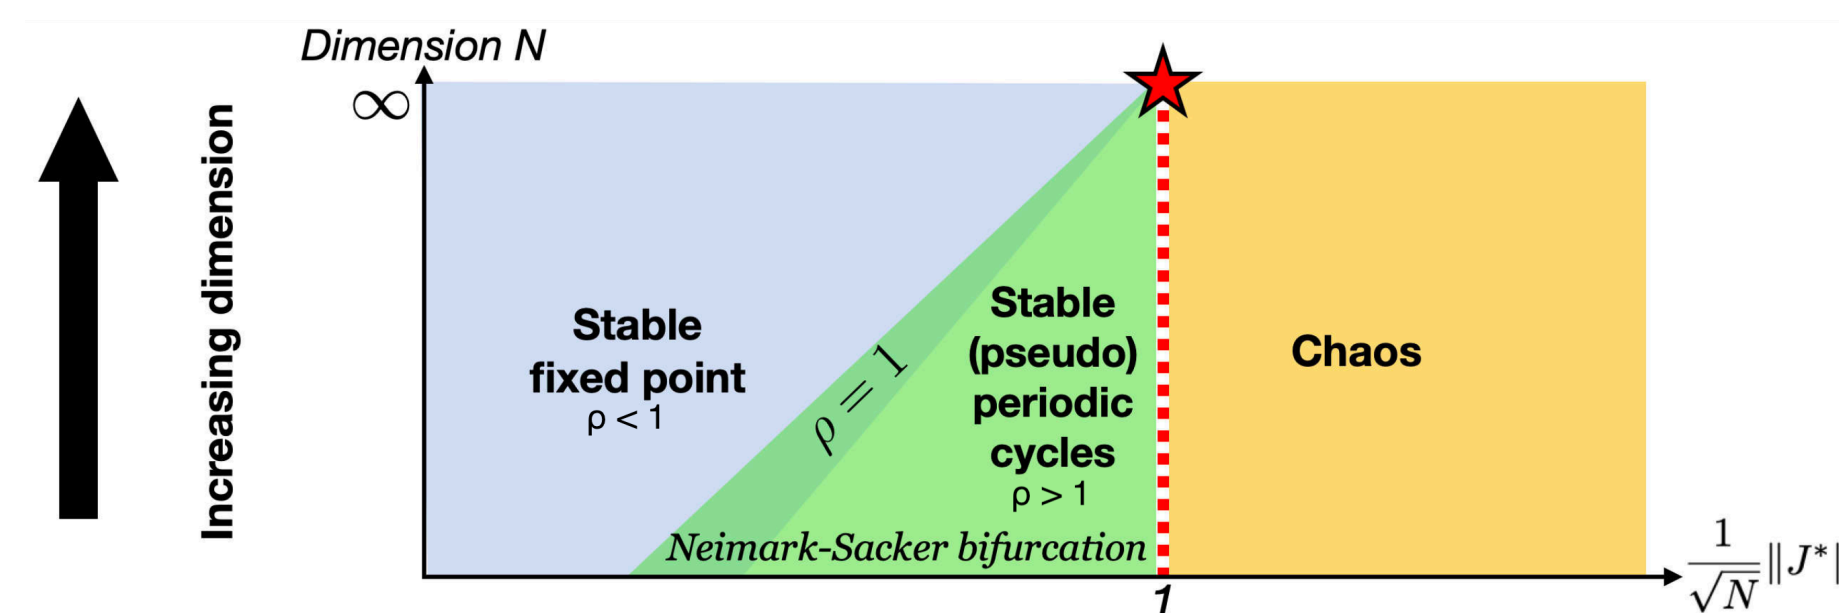 Dimension N
∞
Increasing dimension
Stable
fixed point
ρ < 1
ρ = 1
Stable
(pseudo)
periodic
cycles
ρ > 1
Neimark-Sacker bifurcation
Chaos
1
1/√N ‖J*|